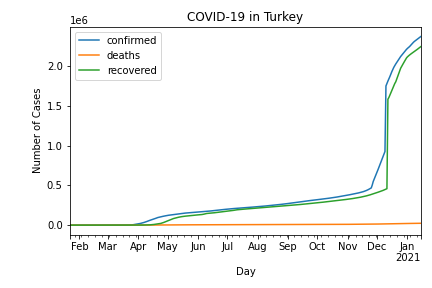 COVID-19 in Turkey
1e6
confirmed
deaths
recovered
2.0
1.5
1.0
0.5
0.0
Number of Cases
Feb Mar Apr May Jun Jul Aug Sep Oct Nov Dec Jan
2021
Day